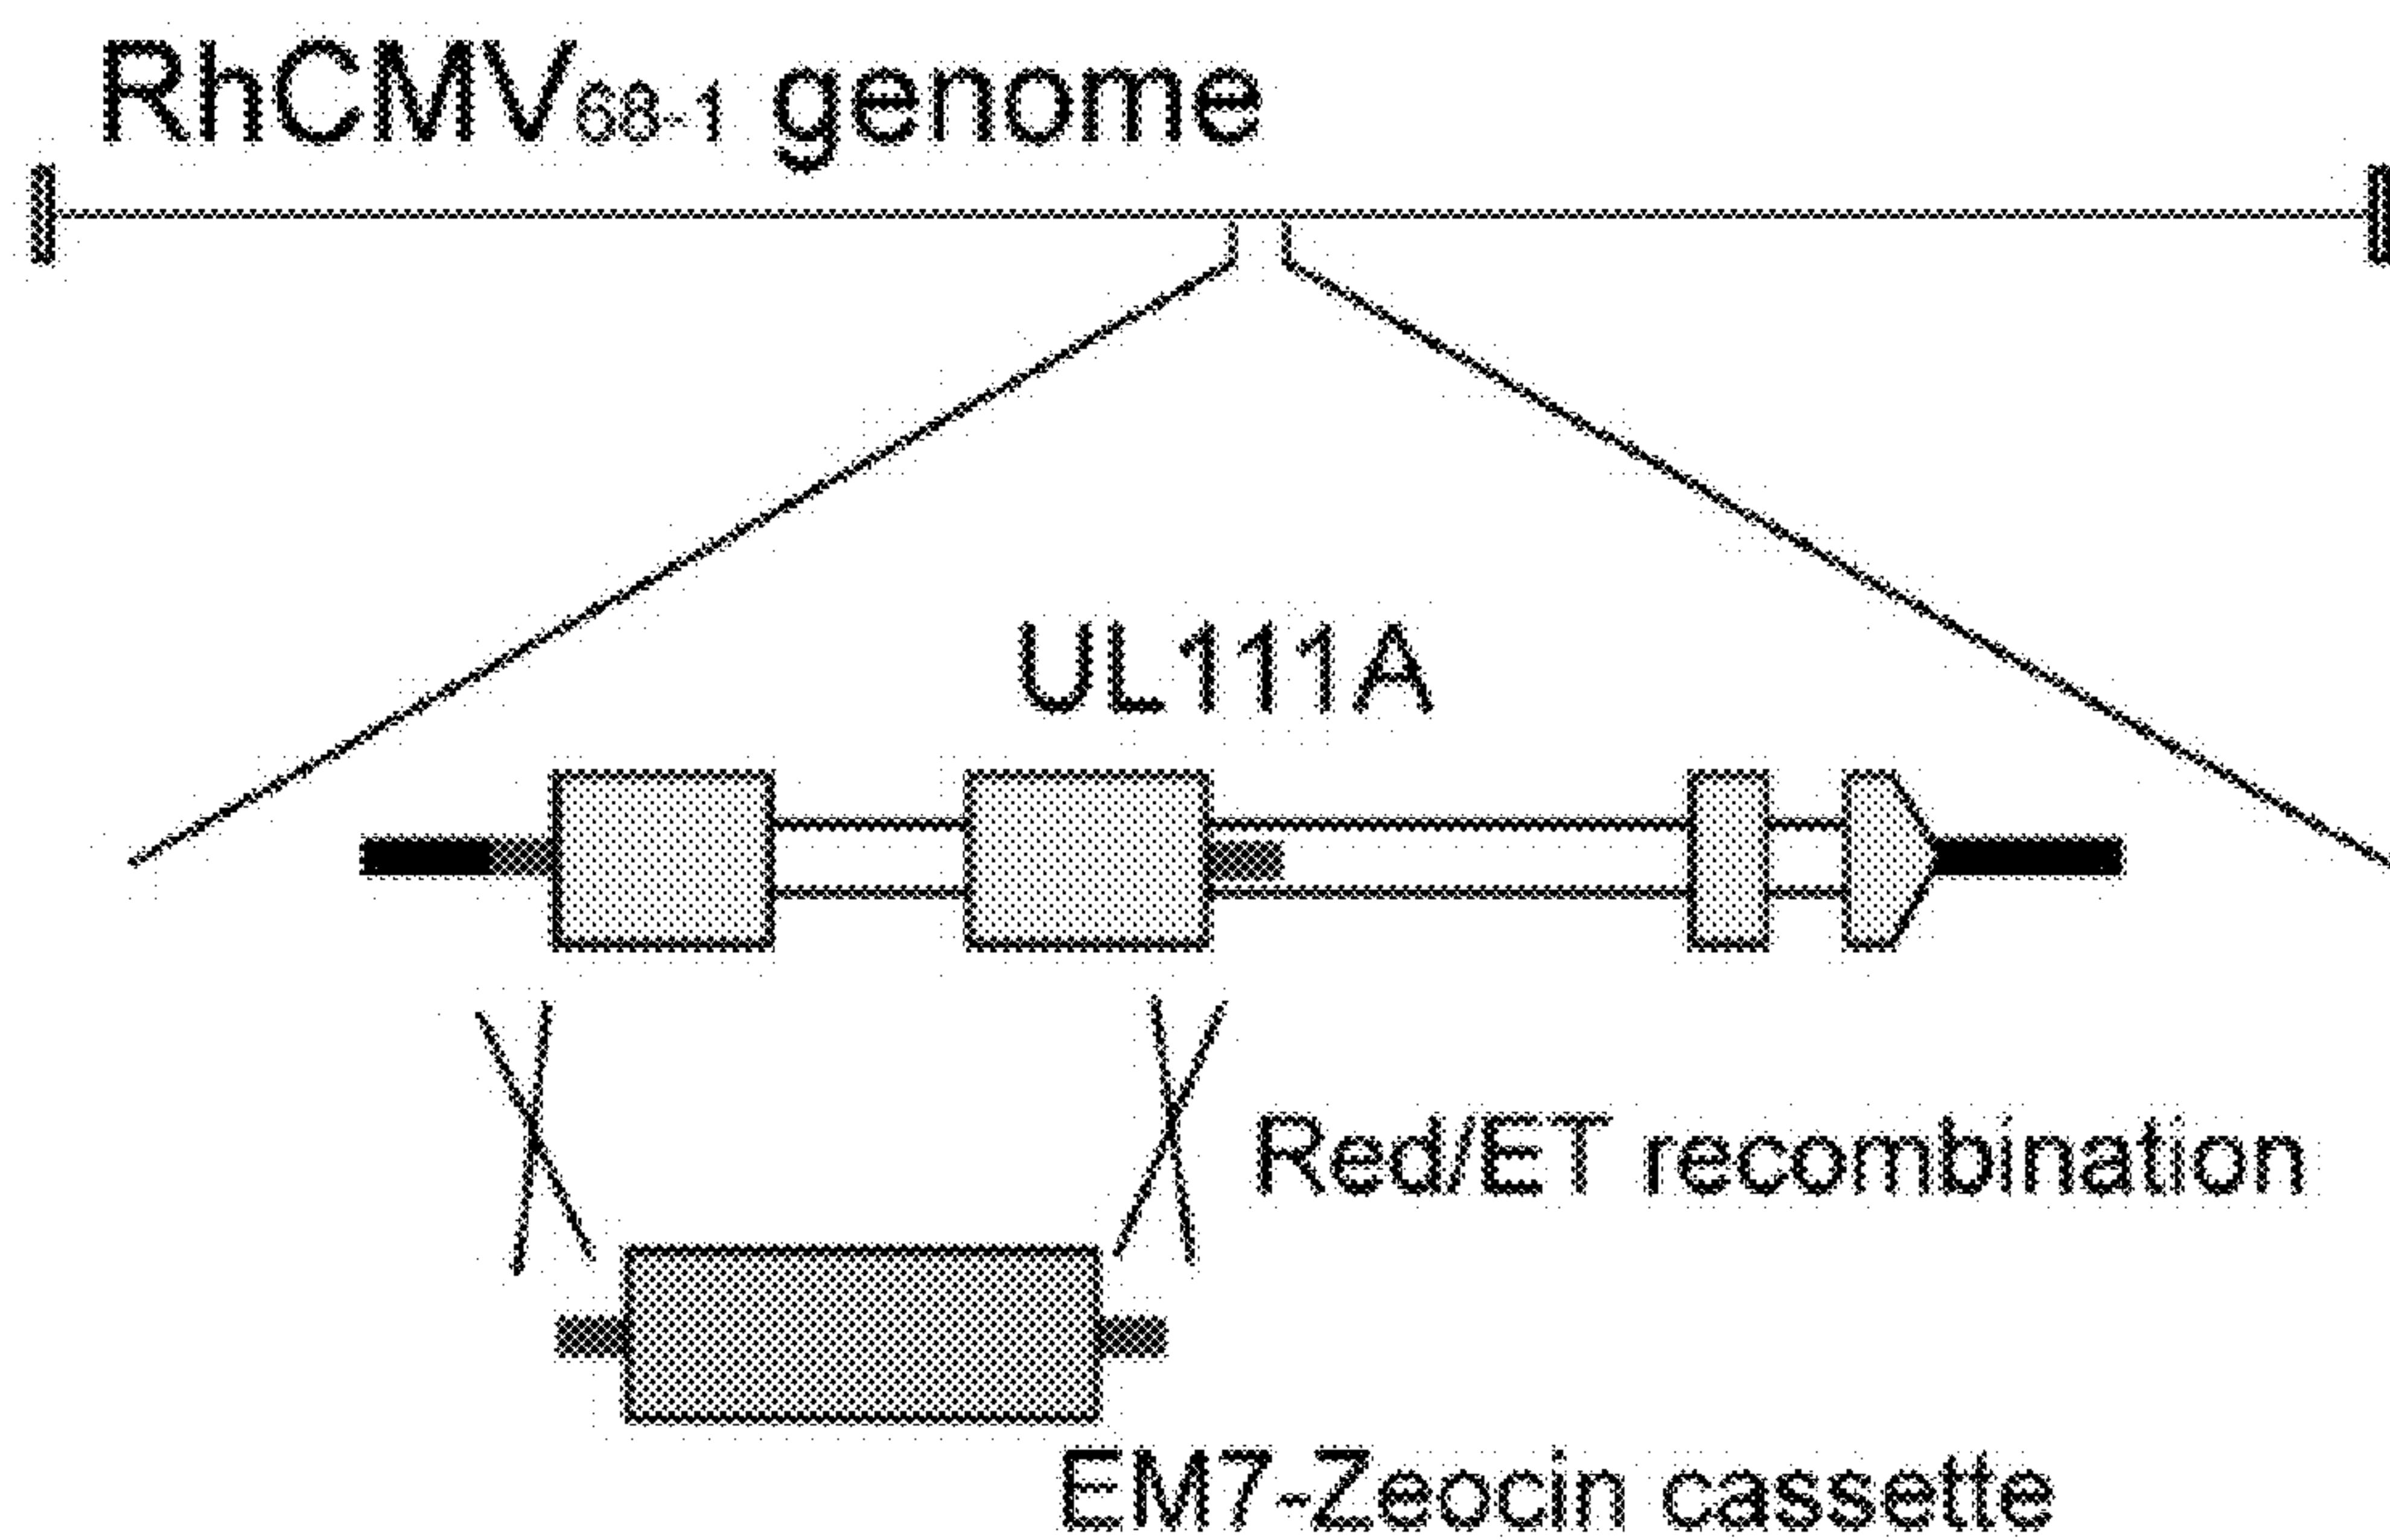 RhCMV68-1 genome
UL111A
Red/ET recombination
EM7-Zeocin cassette